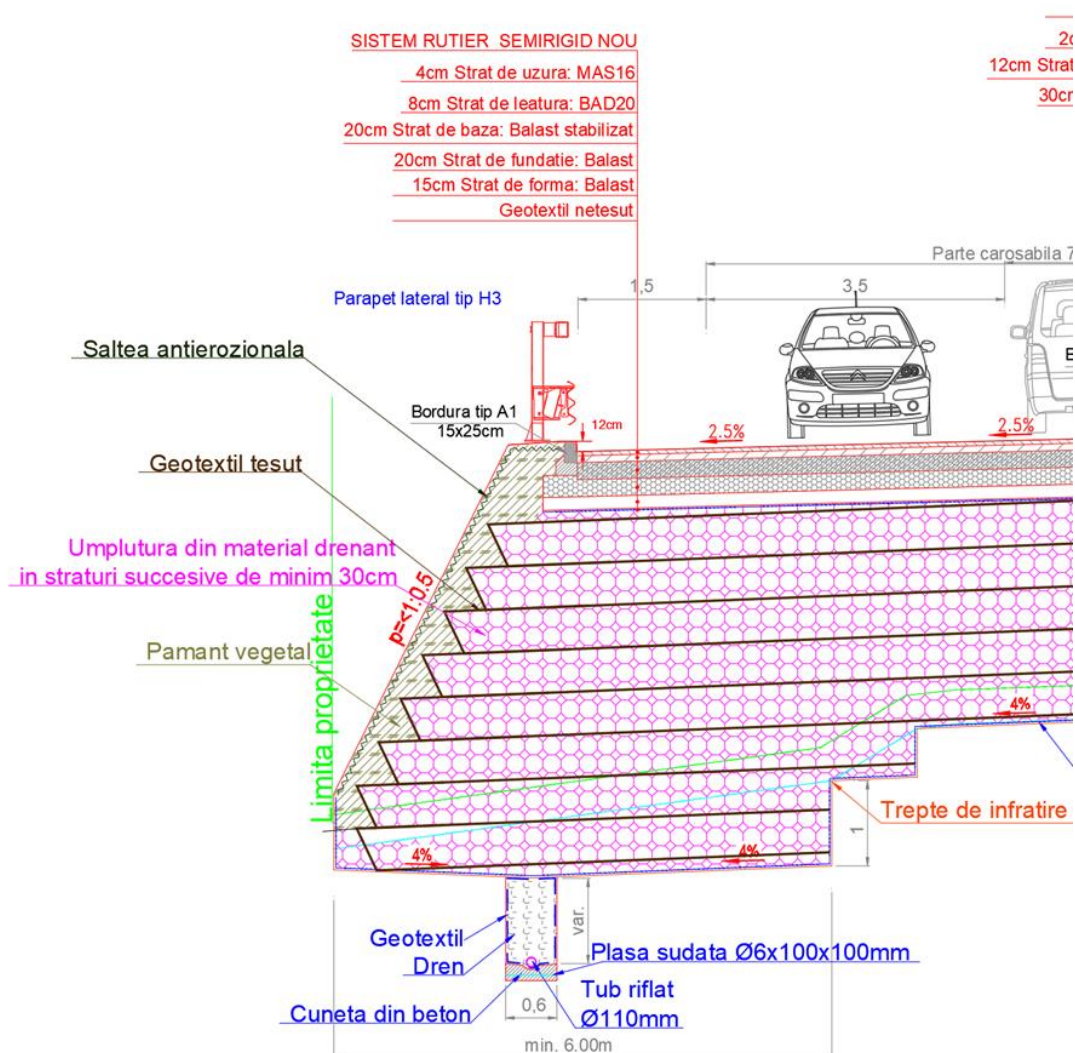 SISTEM RUTIER SEMIRIGID NOU
4cm Strat de uzura: MAS16
8cm Strat de leatura: BAD20
20cm Strat de baza: Balast stabilizat
20cm Strat de fundatie: Balast
15cm Strat de forma: Balast
Geotextil netesut
12cm Strat
Parte carosabila 7
1,5
3,5
Parapet lateral tip H3
Saltea antierozionala
Bordura tip A1
15x25cm
12cm
2.5%
2.5%
Geotextil tesut
Umplutura din material drenant
in straturi succesive de minim 30cm
p=<1:0.5
Limita proprietate
Pamant vegetal
4%
Trepte de infratire
1
4%
4%
var.
Geotextil
Dren
Plasa sudata Ø6x100x100mm
Tub riflat
Ø110mm
Cuneta din beton
0,6
min. 6.00m